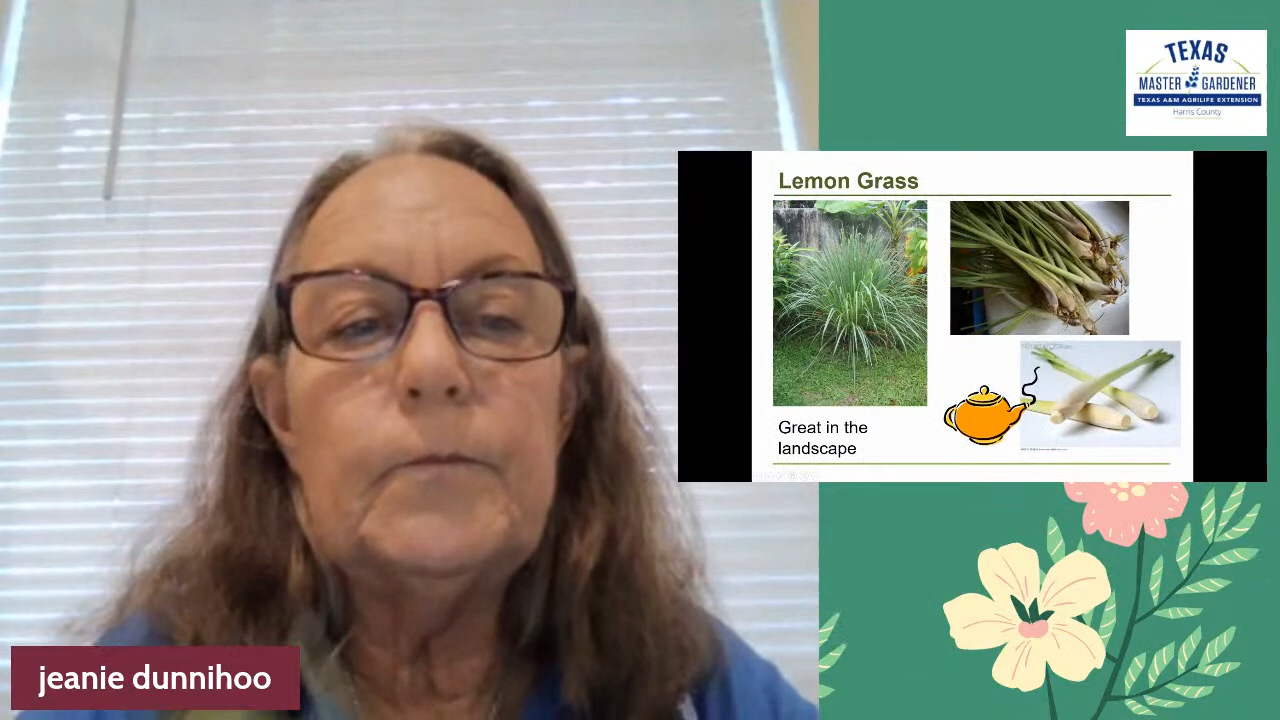 TEXAS
MASTER GARDENER
TEXAS A&M AGRILIFE EXTENSION
Harris County
Lemon Grass
Great in the
landscape
jeanie dunnihoo